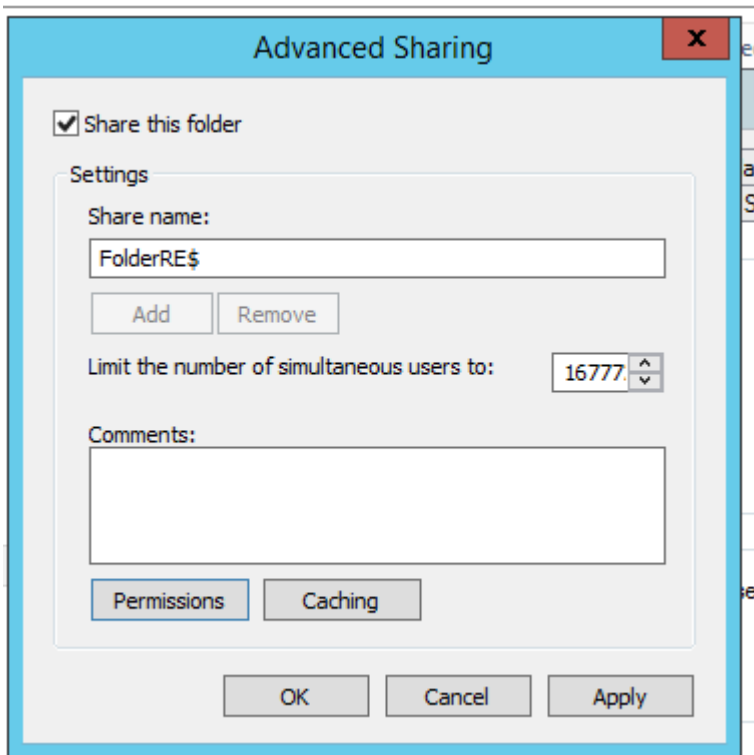 Advanced Sharing
x
Share this folder
Settings
Share name:
FolderRE$
Add Remove
Limit the number of simultaneous users to: 16777
Comments:
Permissions Caching
OK Cancel Apply